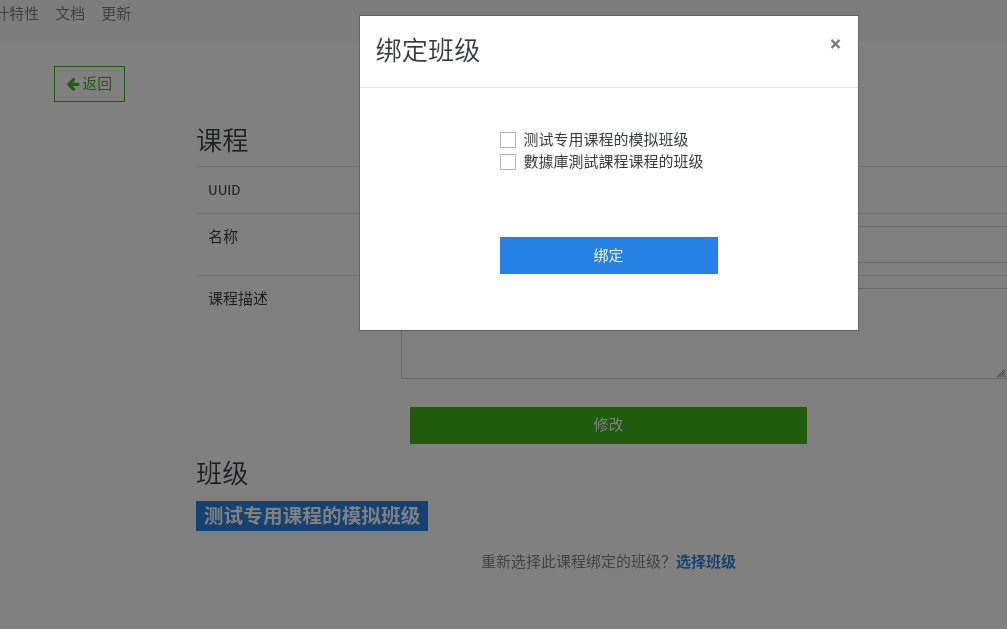 计特性 文档 更新
绑定班级
×
返回
测试专用课程的模拟班级
數據庫測試課程课程的班级
绑定
课程
UUID
名称
课程描述
修改
班级
测试专用课程的模拟班级
重新选择此课程绑定的班级？选择班级